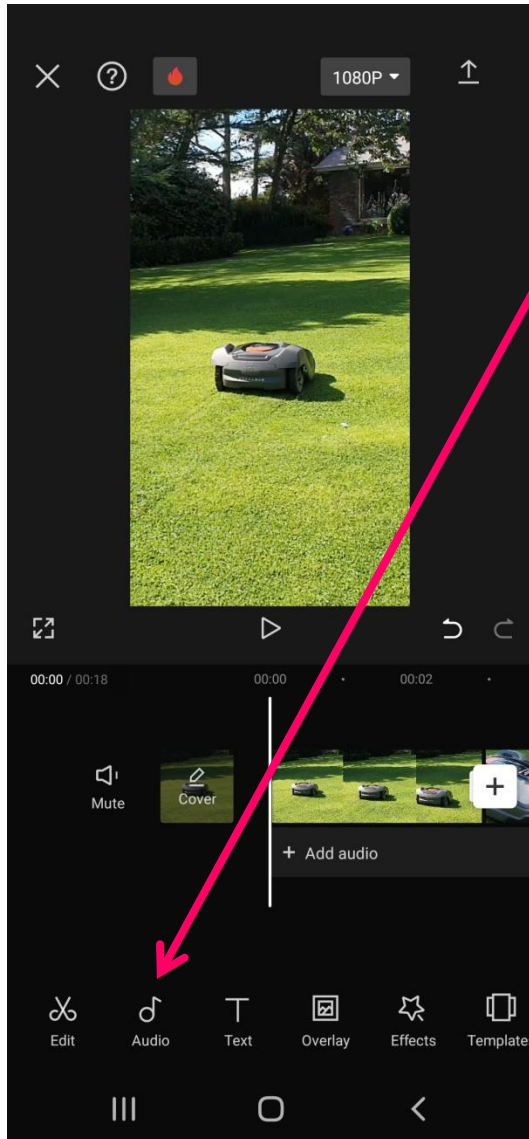 1080P
00:00 / 00:18
00:00
00:02
Mute
Cover
+ Add audio
Edit
Audio
Text
Overlay
Effects
Template